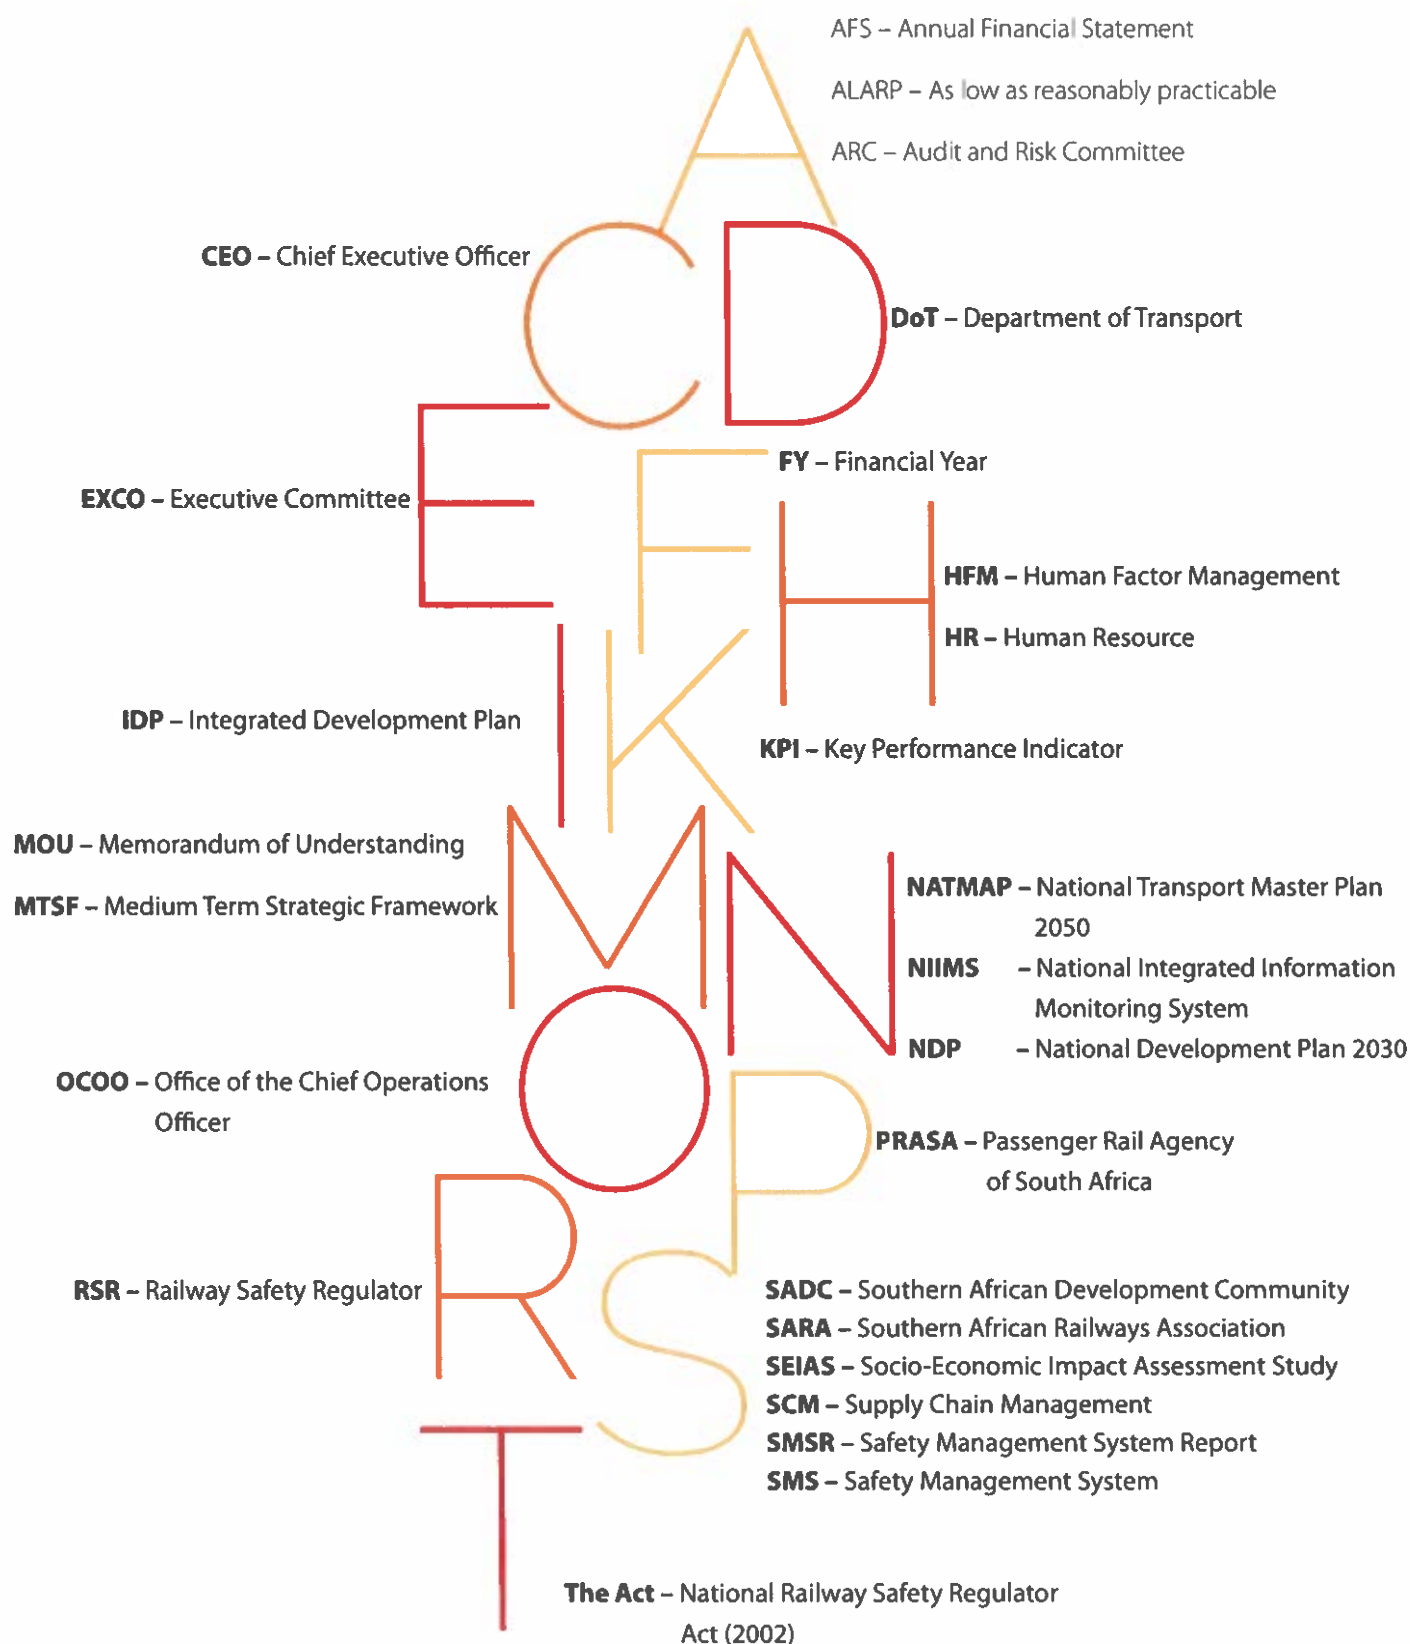 A
AFS – Annual Financial Statement
ALARP – As low as reasonably practicable
ARC – Audit and Risk Committee
C
CEO – Chief Executive Officer
D
DoT – Department of Transport
E
EXCO – Executive Committee
F
FY – Financial Year
H
HFM – Human Factor Management
HR – Human Resource
I
IDP – Integrated Development Plan
K
KPI – Key Performance Indicator
M
MOU – Memorandum of Understanding
MTSF – Medium Term Strategic Framework
N
NATMAP – National Transport Master Plan
2050
NIIMS – National Integrated Information
Monitoring System
NDP – National Development Plan 2030
O
OCOO – Office of the Chief Operations
Officer
P
PRASA – Passenger Rail Agency
of South Africa
R
RSR – Railway Safety Regulator
S
SADC – Southern African Development Community
SARA – Southern African Railways Association
SEIAS – Socio-Economic Impact Assessment Study
SCM – Supply Chain Management
SMSR – Safety Management System Report
SMS – Safety Management System
T
The Act – National Railway Safety Regulator
Act (2002)